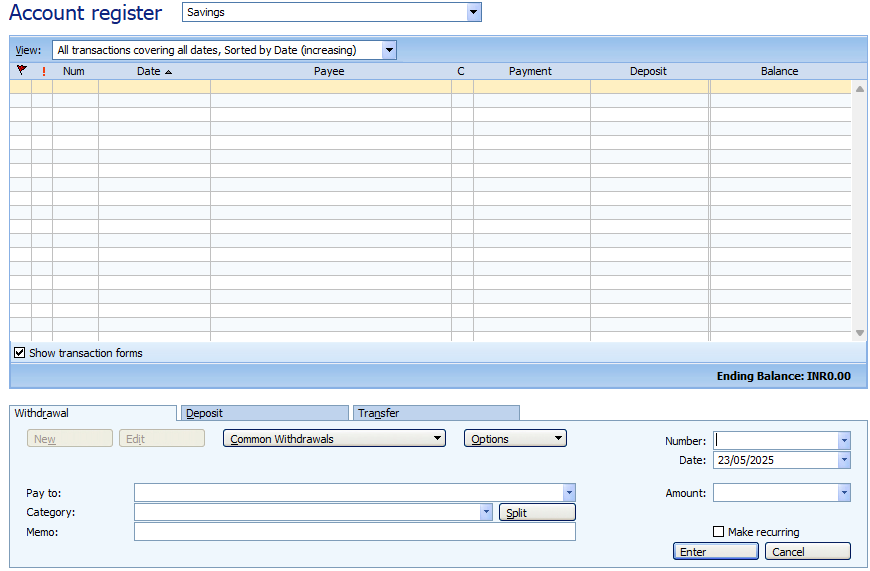 Account register Savings
View: All transactions covering all dates, Sorted by Date (increasing)
! Num Date Payee C Payment Deposit Balance
Show transaction forms
Ending Balance: INR0.00
Withdrawal Deposit Transfer
New Edit Common Withdrawals Options Number:
Date: 23/05/2025
Pay to: Amount:
Category: Split
Memo:
Make recurring
Enter Cancel